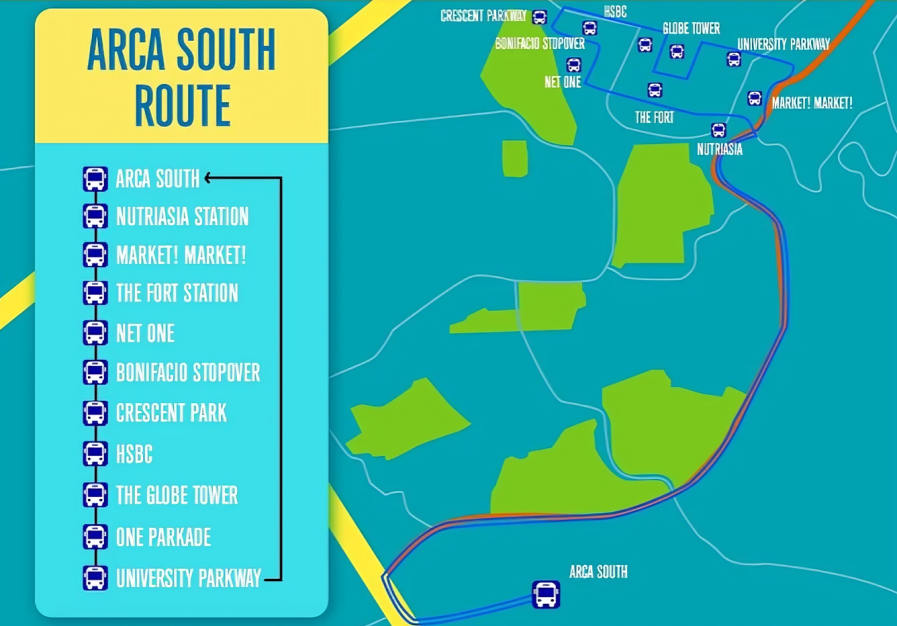 ARCA SOUTH
ROUTE
ARCA SOUTH
NUTRIASIA STATION
MARKET! MARKET!
THE FORT STATION
NET ONE
BONIFACIO STOPOVER
CRESCENT PARK
HSBC
THE GLOBE TOWER
ONE PARKADE
UNIVERSITY PARKWAY
CRESCENT PARKWAY
HSBC
GLOBE TOWER
BONIFACIO STOPOVER
UNIVERSITY PARKWAY
NET ONE
MARKET! MARKET!
THE FORT
NUTRIASIA
ARCA SOUTH